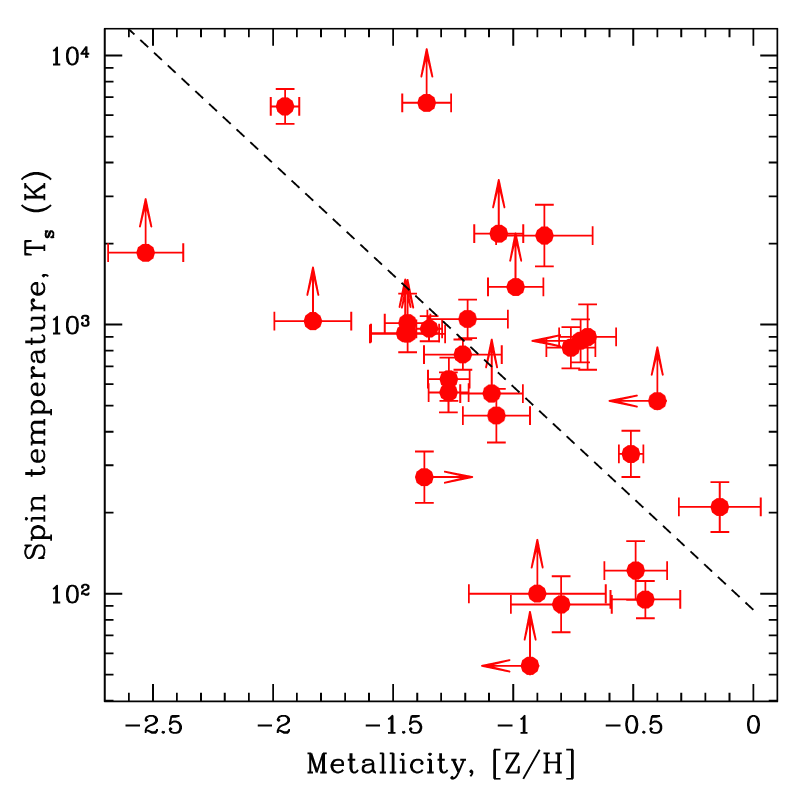 Spin temperature, Tₛ (K)
10⁴
10³
10²
−2.5 −2 −1.5 −1 −0.5 0
Metallicity, [Z/H]